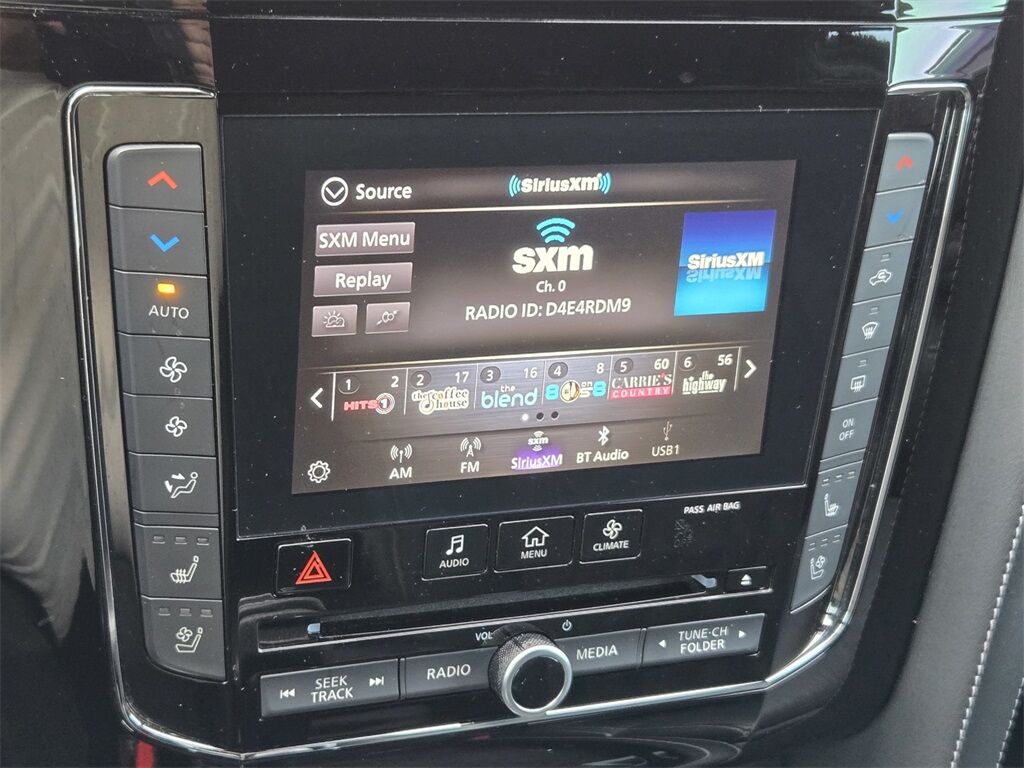 Source
SiriusXM
SXM Menu
Replay
sxm
Ch. 0
RADIO ID: D4E4RDM9
SiriusXM
1 2
HITS 1
2 17
the coffee house
3 16
the blend
4 8
80s on 8
5 60
CARRIE'S COUNTRY
6 56
the highway
AM
FM
sxm
SiriusXM
BT Audio
USB1
AUTO
ON
OFF
PASS AIR BAG
AUDIO
MENU
CLIMATE
VOL
SEEK
TRACK
RADIO
MEDIA
TUNE·CH
FOLDER